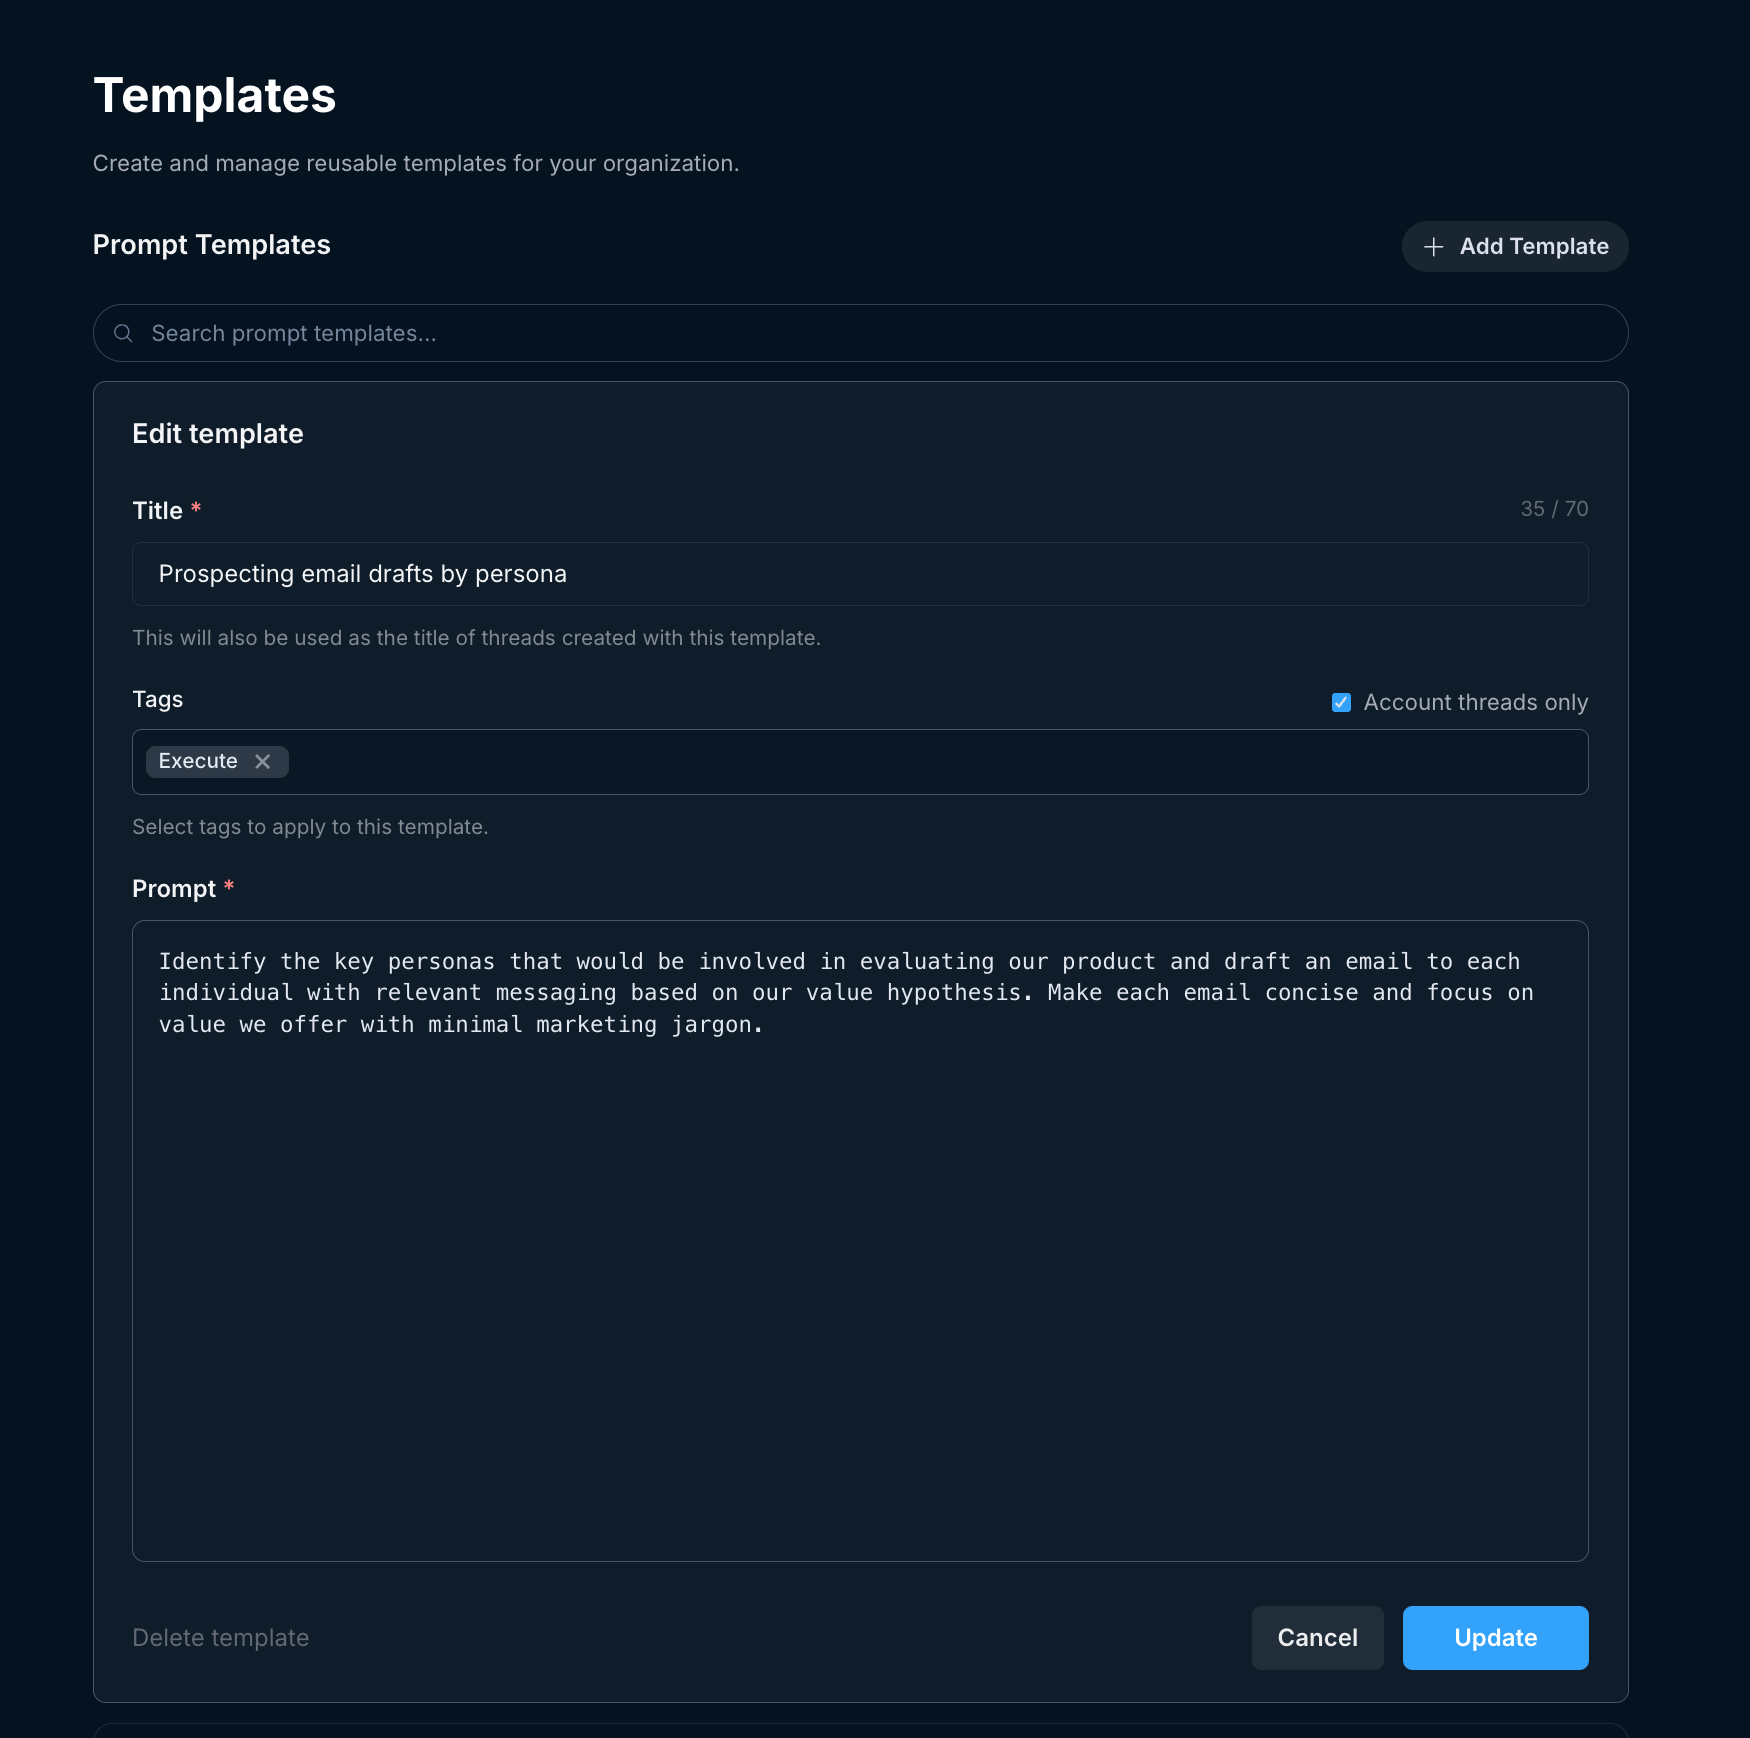 Templates
Create and manage reusable templates for your organization.
Prompt Templates
Add Template
Search prompt templates...
Edit template
Title *
35 / 70
Prospecting email drafts by persona
This will also be used as the title of threads created with this template.
Tags
Account threads only
Execute
Select tags to apply to this template.
Prompt *
Identify the key personas that would be involved in evaluating our product and draft an email to each
individual with relevant messaging based on our value hypothesis. Make each email concise and focus on
value we offer with minimal marketing jargon.
Delete template
Cancel
Update